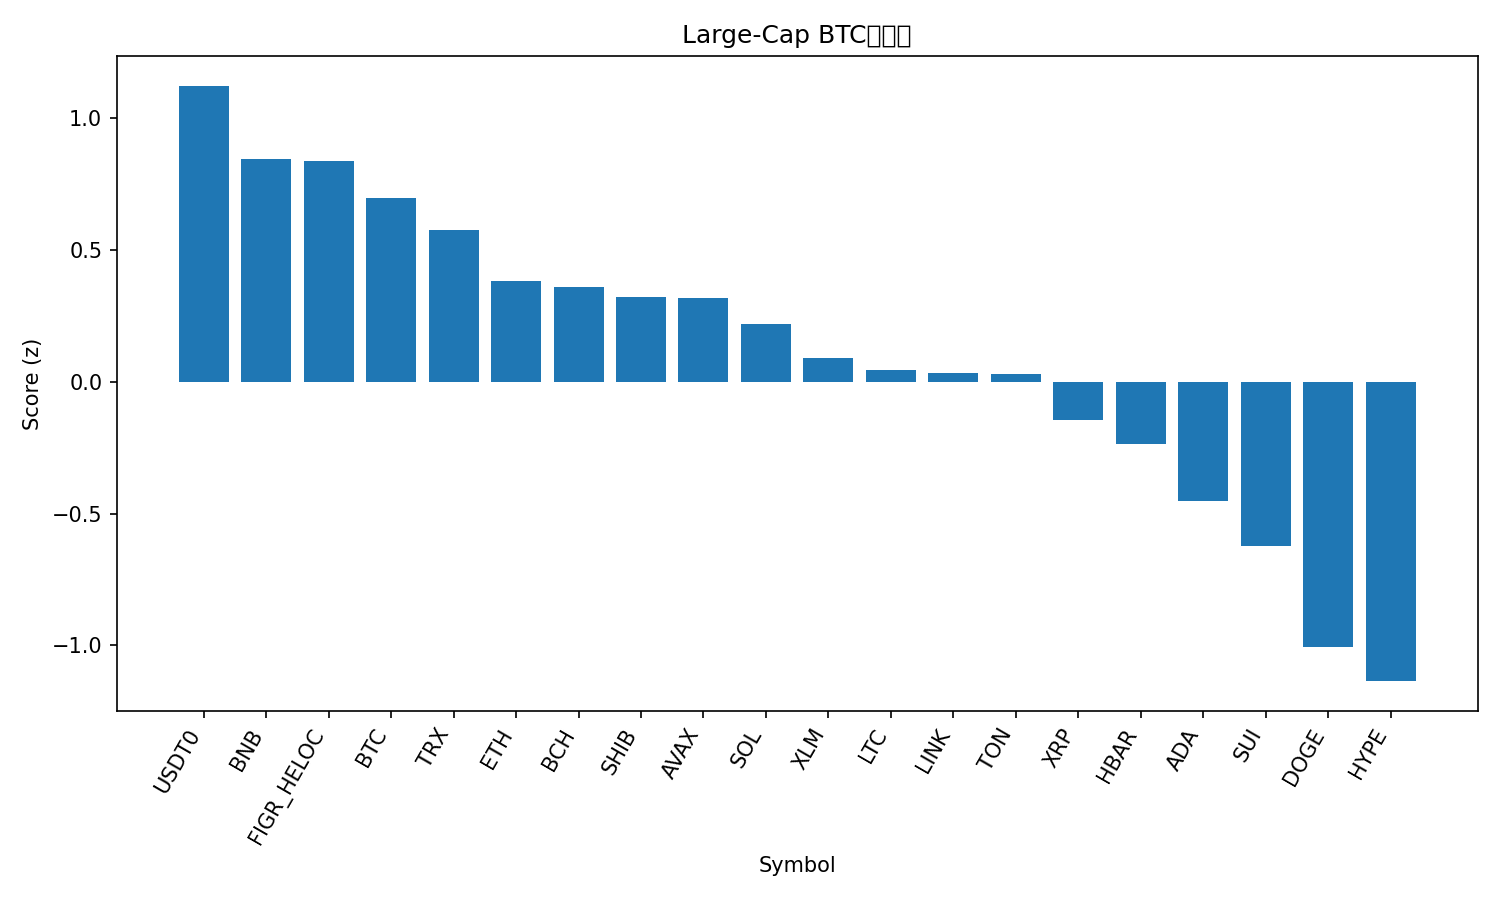 Large-Cap BTC
Score (z)
1.0
0.5
0.0
−0.5
−1.0
USDT0
BNB
FIGR_HELOC
BTC
TRX
ETH
BCH
SHIB
AVAX
SOL
XLM
LTC
LINK
TON
XRP
HBAR
ADA
SUI
DOGE
HYPE
Symbol